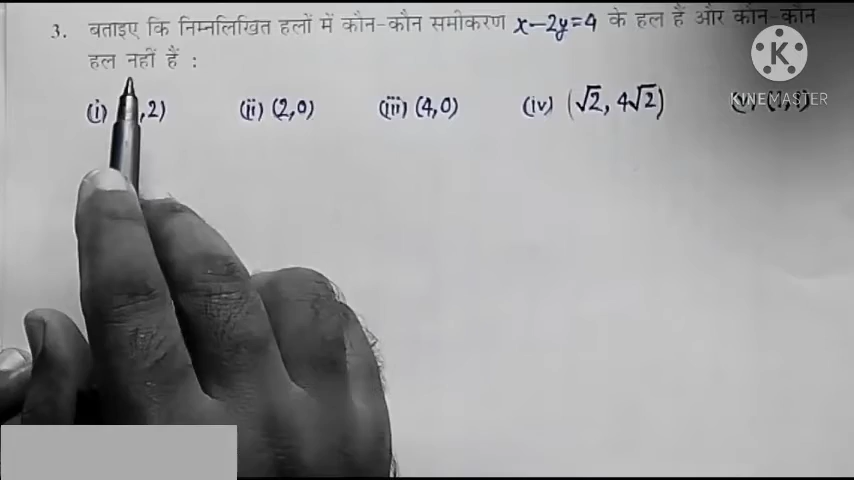 3. बताइए कि निम्नलिखित हलों में कौन-कौन समीकरण x-2y=4 के हल हैं और कौन-कौन
हल नहीं हैं :
(i) ,2) (ii) (2,0) (iii) (4,0) (iv) (√2, 4√2)
K
KINEMASTER